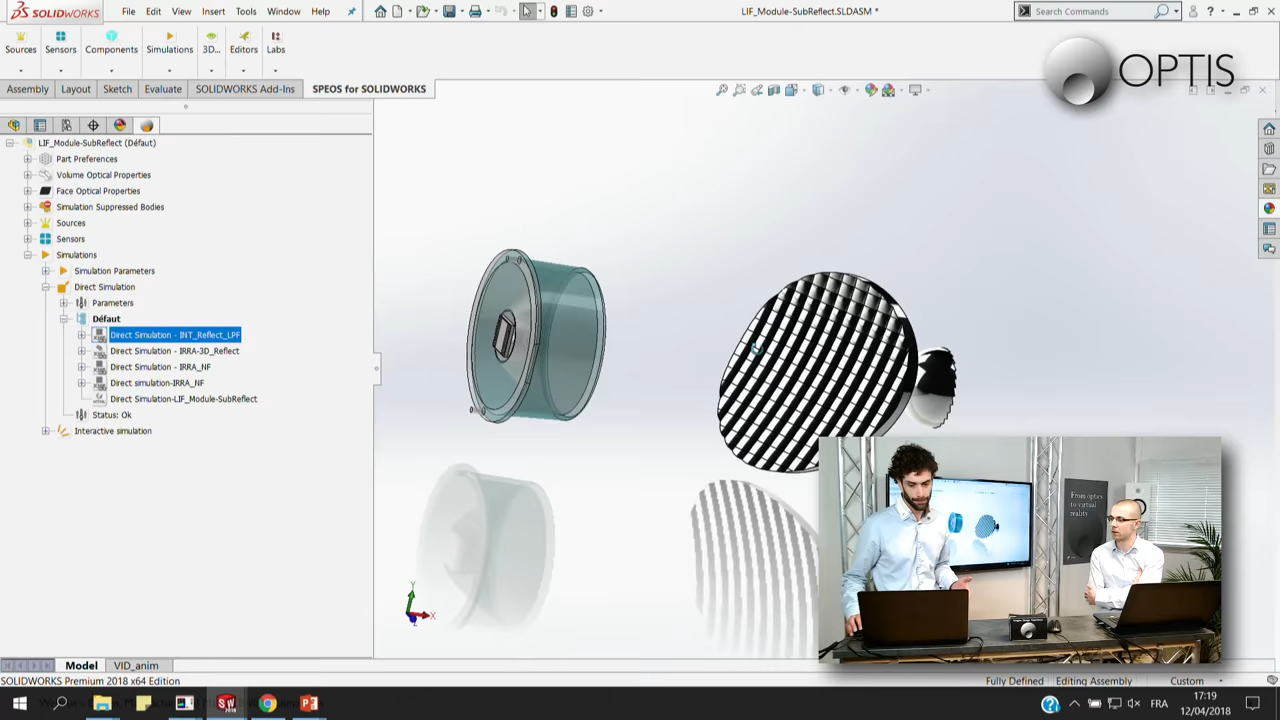 SOLIDWORKS
File Edit View Insert Tools Window Help
LIF_Module-SubReflect.SLDASM *
Search Commands
Sources Sensors Components Simulations 3D... Editors Labs
OPTIS
Assembly Layout Sketch Evaluate SOLIDWORKS Add-Ins SPEOS for SOLIDWORKS
LIF_Module-SubReflect (Défaut)
Part Preferences
Volume Optical Properties
Face Optical Properties
Simulation Suppressed Bodies
Sources
Sensors
Simulations
Simulation Parameters
Direct Simulation
Parameters
Défaut
Direct Simulation - INT_Reflect_LPF
Direct Simulation - IRRA-3D_Reflect
Direct Simulation - IRRA_NF
Direct simulation-IRRA_NF
Direct Simulation-LIF_Module-SubReflect
Status: Ok
Interactive simulation
From optics
to virtual
reality
Y
X
Z
Model VID_anim
SOLIDWORKS Premium 2018 x64 Edition
Fully Defined Editing Assembly Custom
FRA
17:19
12/04/2018